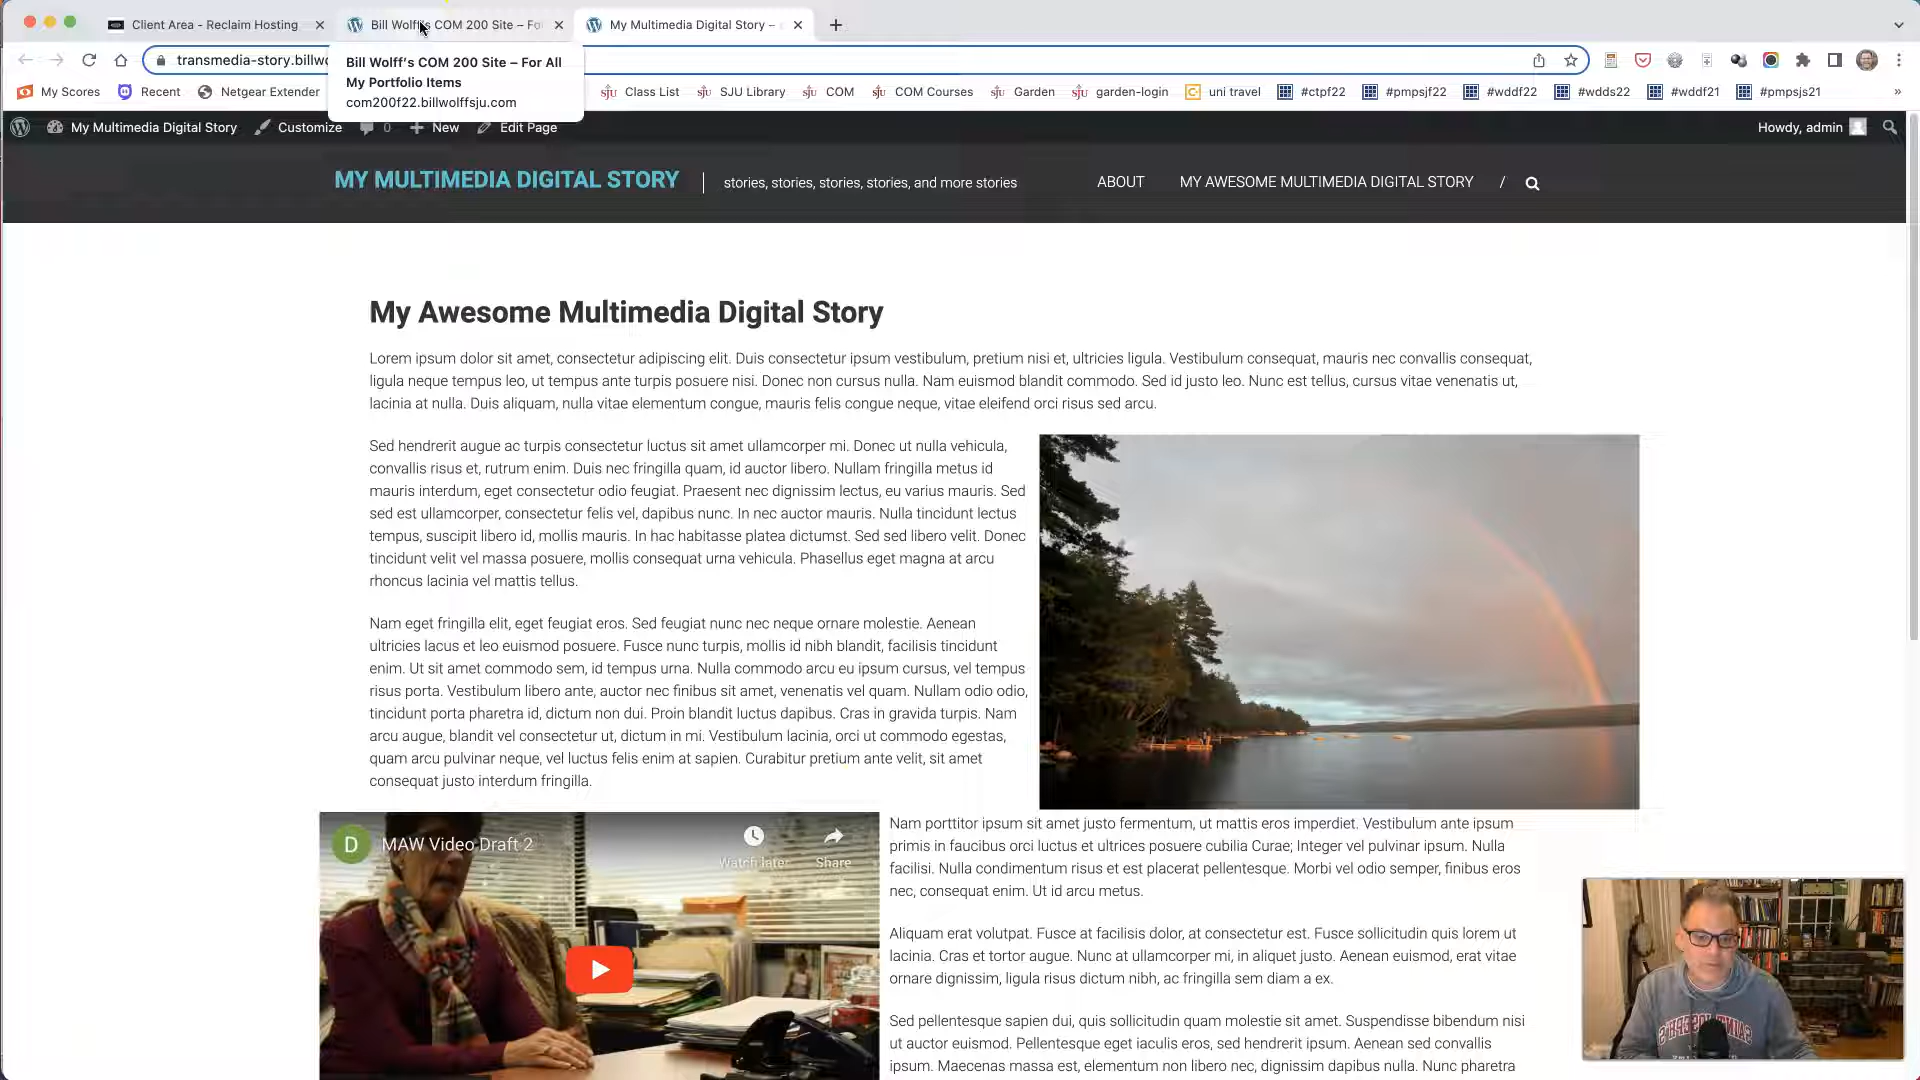 Client Area - Reclaim Hosting
Bill Wolff's COM 200 Site – Fo
My Multimedia Digital Story –
transmedia-story.billwo
Bill Wolff's COM 200 Site – For All
My Portfolio Items
com200f22.billwolffsju.com
My Scores
Recent
Netgear Extender
sju
Class List
sju
SJU Library
sju
COM
sju
COM Courses
sju
Garden
sju
garden-login
uni travel
#ctpf22
#pmpsjf22
#wddf22
#wdds22
#wddf21
#pmpsjs21
»
My Multimedia Digital Story
Customize
0
New
Edit Page
Howdy, admin
MY MULTIMEDIA DIGITAL STORY
stories, stories, stories, stories, and more stories
ABOUT
MY AWESOME MULTIMEDIA DIGITAL STORY
/
My Awesome Multimedia Digital Story
Lorem ipsum dolor sit amet, consectetur adipiscing elit. Duis consectetur ipsum vestibulum, pretium nisi et, ultricies ligula. Vestibulum consequat, mauris nec convallis consequat,
ligula neque tempus leo, ut tempus ante turpis posuere nisi. Donec non cursus nulla. Nam euismod blandit commodo. Sed id justo leo. Nunc est tellus, cursus vitae venenatis ut,
lacinia at nulla. Duis aliquam, nulla vitae elementum congue, mauris felis congue neque, vitae eleifend orci risus sed arcu.
Sed hendrerit augue ac turpis consectetur luctus sit amet ullamcorper mi. Donec ut nulla vehicula,
convallis risus et, rutrum enim. Duis nec fringilla quam, id auctor libero. Nullam fringilla metus id
mauris interdum, eget consectetur odio feugiat. Praesent nec dignissim lectus, eu varius mauris. Sed
sed est ullamcorper, consectetur felis vel, dapibus nunc. In nec auctor mauris. Nulla tincidunt lectus
tempus, suscipit libero id, mollis mauris. In hac habitasse platea dictumst. Sed sed libero velit. Donec
tincidunt velit vel massa posuere, mollis consequat urna vehicula. Phasellus eget magna at arcu
rhoncus lacinia vel mattis tellus.
Nam eget fringilla elit, eget feugiat eros. Sed feugiat nunc nec neque ornare molestie. Aenean
ultricies lacus et leo euismod posuere. Fusce nunc turpis, mollis id nibh blandit, facilisis tincidunt
enim. Ut sit amet commodo sem, id tempus urna. Nulla commodo arcu eu ipsum cursus, vel tempus
risus porta. Vestibulum libero ante, auctor nec finibus sit amet, venenatis vel quam. Nullam odio odio,
tincidunt porta pharetra id, dictum non dui. Proin blandit luctus dapibus. Cras in gravida turpis. Nam
arcu augue, blandit vel consectetur ut, dictum in mi. Vestibulum lacinia, orci ut commodo egestas,
quam arcu pulvinar neque, vel luctus felis enim at sapien. Curabitur pretium ante velit, sit amet
consequat justo interdum fringilla.
D
MAW Video Draft 2
Watch later
Share
Nam porttitor ipsum sit amet justo fermentum, ut mattis eros imperdiet. Vestibulum ante ipsum
primis in faucibus orci luctus et ultrices posuere cubilia Curae; Integer vel pulvinar ipsum. Nulla
facilisi. Nulla condimentum risus et est placerat pellentesque. Morbi vel odio semper, finibus eros
nec, consequat enim. Ut id arcu metus.
Aliquam erat volutpat. Fusce at facilisis dolor, at consectetur est. Fusce sollicitudin quis lorem ut
lacinia. Cras et tortor augue. Nunc at ullamcorper mi, in aliquet justo. Aenean euismod, erat vitae
ornare dignissim, ligula risus dictum nibh, ac fringilla sem diam a ex.
Sed pellentesque sapien dui, quis sollicitudin quam molestie sit amet. Suspendisse bibendum nisi
ut auctor euismod. Pellentesque eget iaculis eros, sed hendrerit ipsum. Aenean sed convallis
ipsum. Maecenas massa est, elementum non libero nec, dignissim dapibus nulla. Nunc pharetra